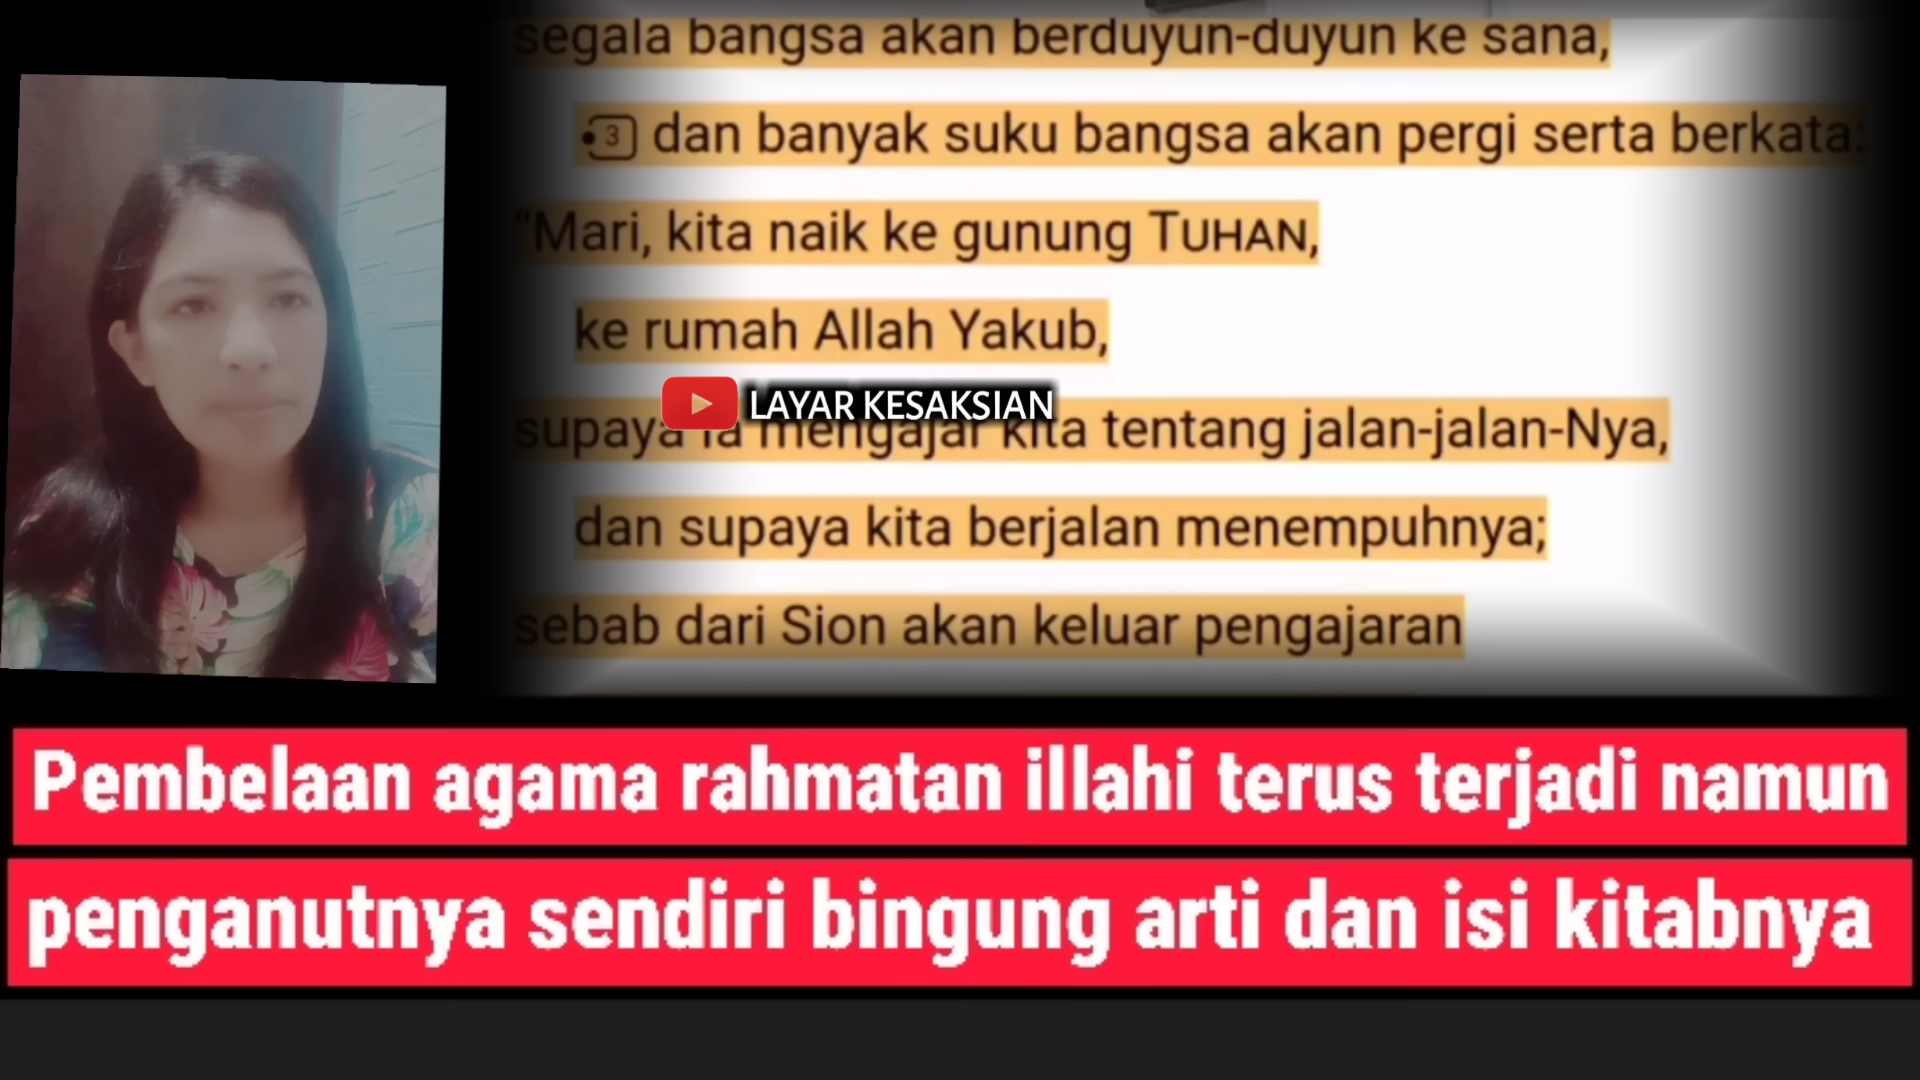 segala bangsa akan berduyun-duyun ke sana,
3 dan banyak suku bangsa akan pergi serta berkata:
"Mari, kita naik ke gunung TUHAN,
ke rumah Allah Yakub,
LAYAR KESAKSIAN
supaya Ia mengajar kita tentang jalan-jalan-Nya,
dan supaya kita berjalan menempuhnya;
sebab dari Sion akan keluar pengajaran
Pembelaan agama rahmatan illahi terus terjadi namun
penganutnya sendiri bingung arti dan isi kitabnya